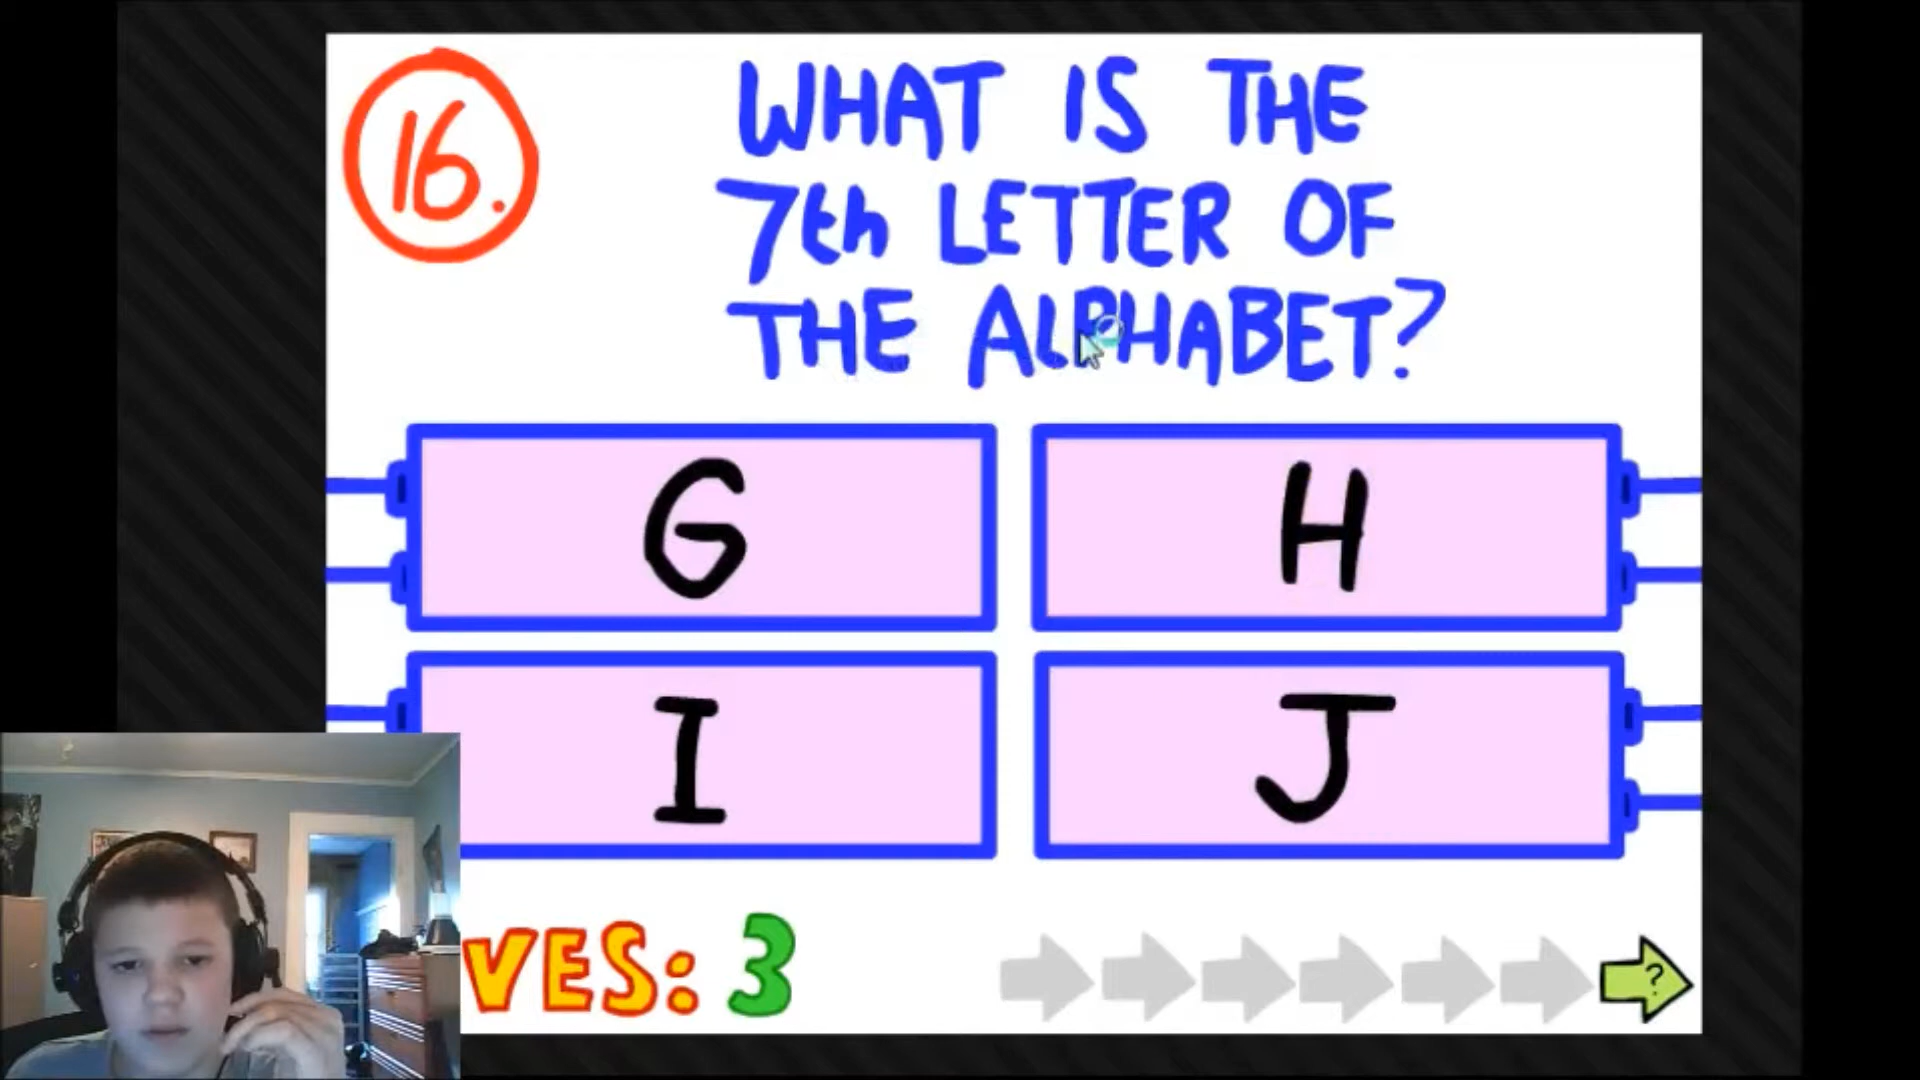 16.
WHAT IS THE
7th LETTER OF
THE ALPHABET?
G
H
I
J
VES: 3
?